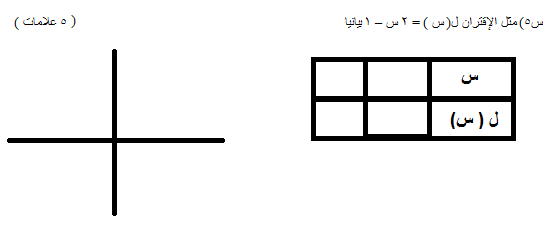 س٥) مثل الإقتران ل(س) = ٢ س – ١ بيانيا ( ٥ علامات )
س
ل ( س)